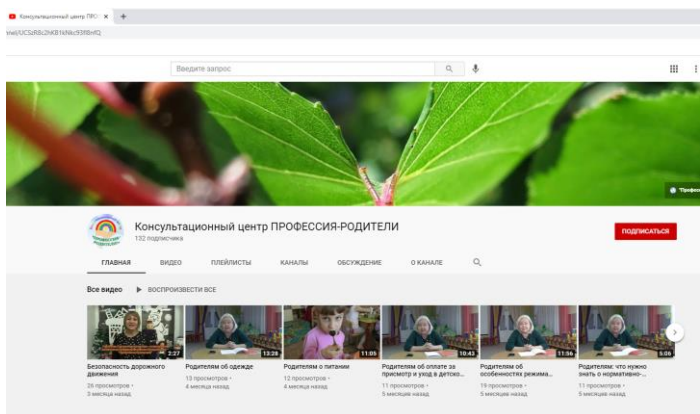 Консультационный центр ПРО
Введите запрос
Консультационный центр ПРОФЕССИЯ-РОДИТЕЛИ
132 подписчика
ПОДПИСАТЬСЯ
ГЛАВНАЯ ВИДЕО ПЛЕЙЛИСТЫ КАНАЛЫ ОБСУЖДЕНИЕ О КАНАЛЕ
Все видео ВОСПРОИЗВЕСТИ ВСЕ
2:27 13:28 11:05 10:43 11:56 5:06
Безопасность дорожного движения
26 просмотров •
3 месяца назад
Родителям об одежде
13 просмотров •
4 месяца назад
Родителям о питании
12 просмотров •
4 месяца назад
Родителям об оплате за
присмотр и уход в детско...
11 просмотров •
5 месяцев назад
Родителям об
особенностях режима...
19 просмотров •
5 месяцев назад
Родителям: что нужно
знать о нормативно-...
11 просмотров •
5 месяцев назад